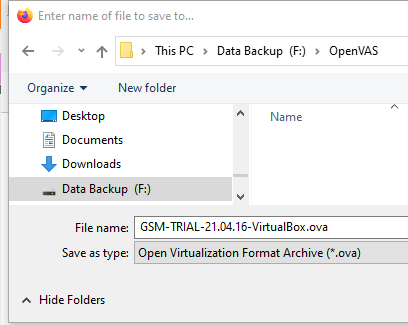 Enter name of file to save to...
This PC > Data Backup (F:) > OpenVAS
Organize New folder
Desktop
Documents
Downloads
Data Backup (F:)
Name
File name: GSM-TRIAL-21.04.16-VirtualBox.ova
Save as type: Open Virtualization Format Archive (*.ova)
Hide Folders